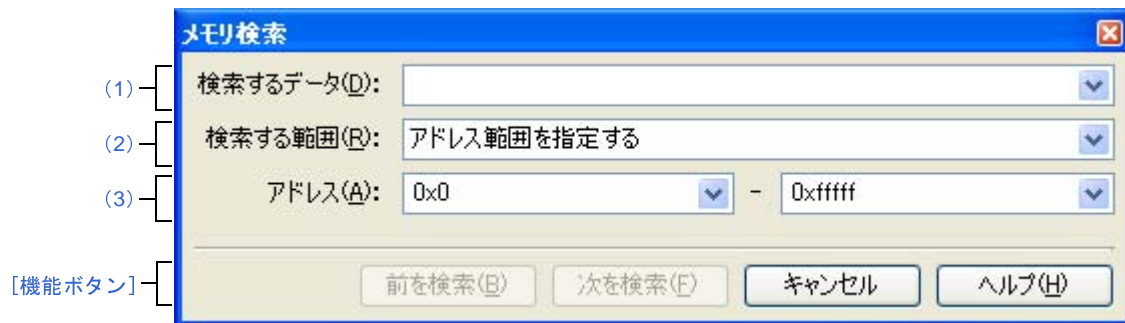 メモリ検索
(1) 検索するデータ(D):
(2) 検索する範囲(R): アドレス範囲を指定する
(3) アドレス(A): 0x0 - 0xfffff
[機能ボタン] 前を検索(B) 次を検索(F) キャンセル ヘルプ(H)